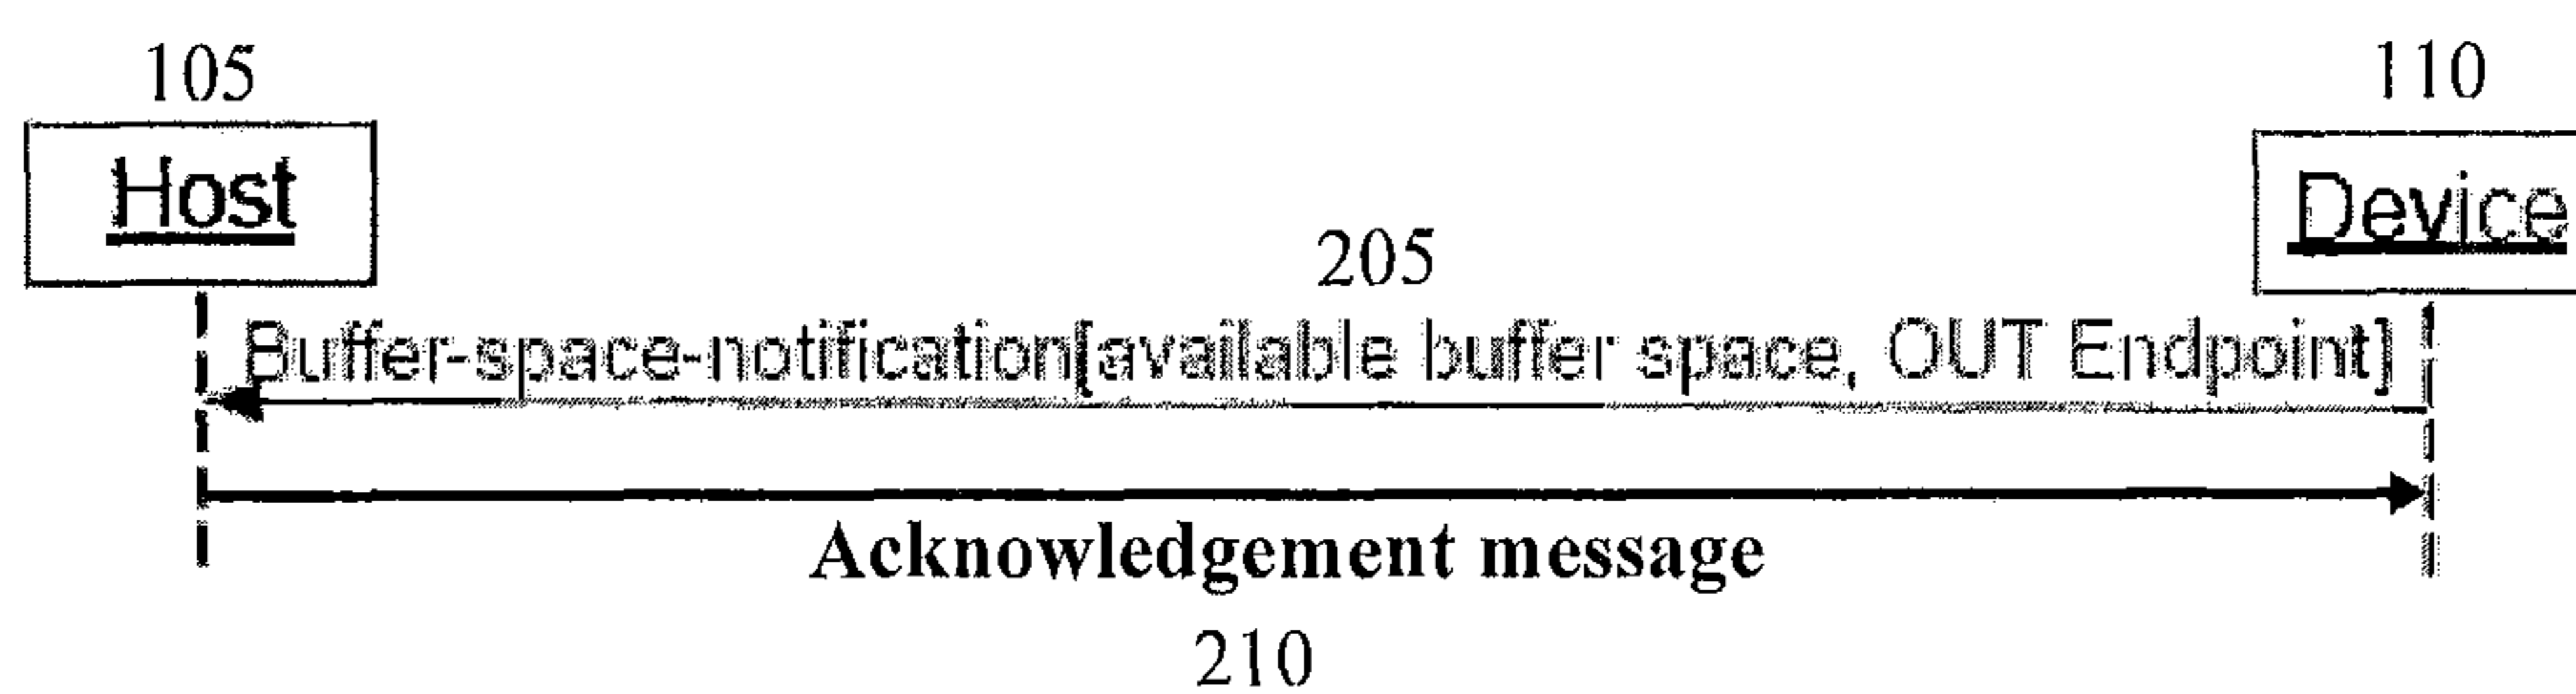 105
110
Host
Device
205
Buffer-space-notification[available buffer space, OUT Endpoint]
Acknowledgement message
210